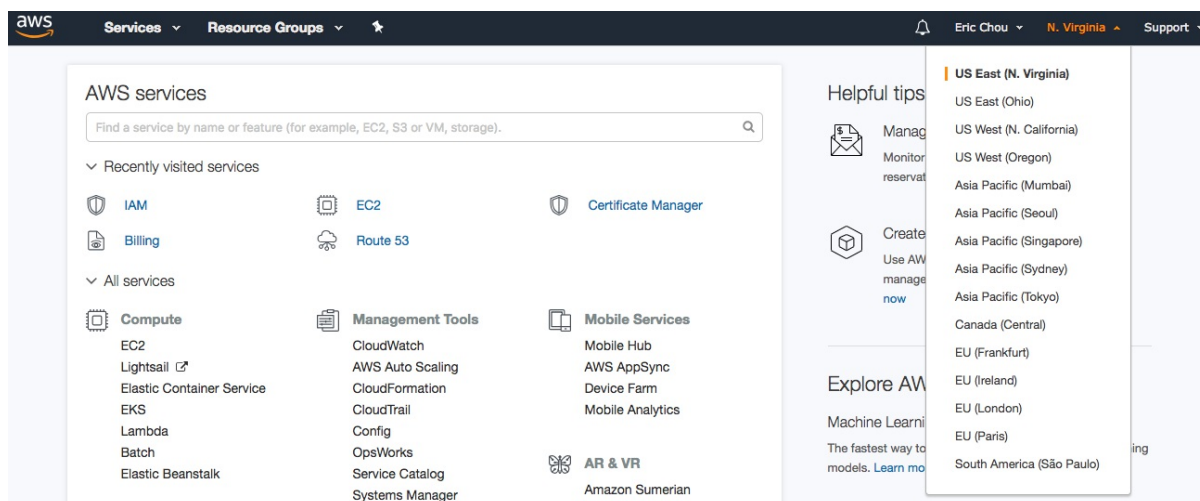 aws
Services
Resource Groups
Eric Chou
N. Virginia
Support
AWS services
Find a service by name or feature (for example, EC2, S3 or VM, storage).
Recently visited services
IAM
EC2
Certificate Manager
Billing
Route 53
All services
Compute
EC2
Lightsail
Elastic Container Service
EKS
Lambda
Batch
Elastic Beanstalk
Management Tools
CloudWatch
AWS Auto Scaling
CloudFormation
CloudTrail
Config
OpsWorks
Service Catalog
Systems Manager
Mobile Services
Mobile Hub
AWS AppSync
Device Farm
Mobile Analytics
AR & VR
Amazon Sumerian
Helpful tips
Manag
Monitor
reservat
Create
Use AW
manage
now
Explore AW
Machine Learni
The fastest way to
ing
models. Learn mo
US East (N. Virginia)
US East (Ohio)
US West (N. California)
US West (Oregon)
Asia Pacific (Mumbai)
Asia Pacific (Seoul)
Asia Pacific (Singapore)
Asia Pacific (Sydney)
Asia Pacific (Tokyo)
Canada (Central)
EU (Frankfurt)
EU (Ireland)
EU (London)
EU (Paris)
South America (São Paulo)